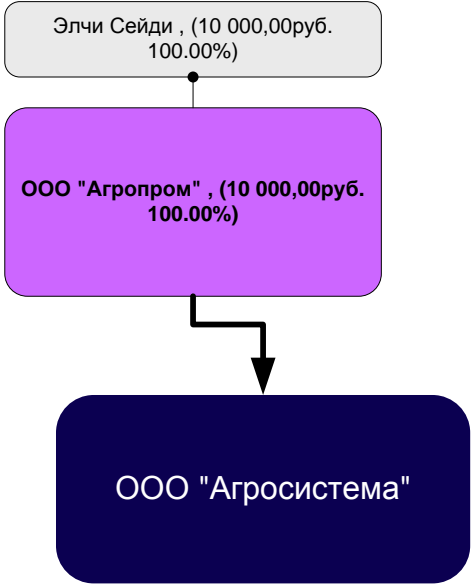 Элчи Сейди , (10 000,00руб.
100.00%)
ООО "Агропром" , (10 000,00руб.
100.00%)
ООО "Агросистема"